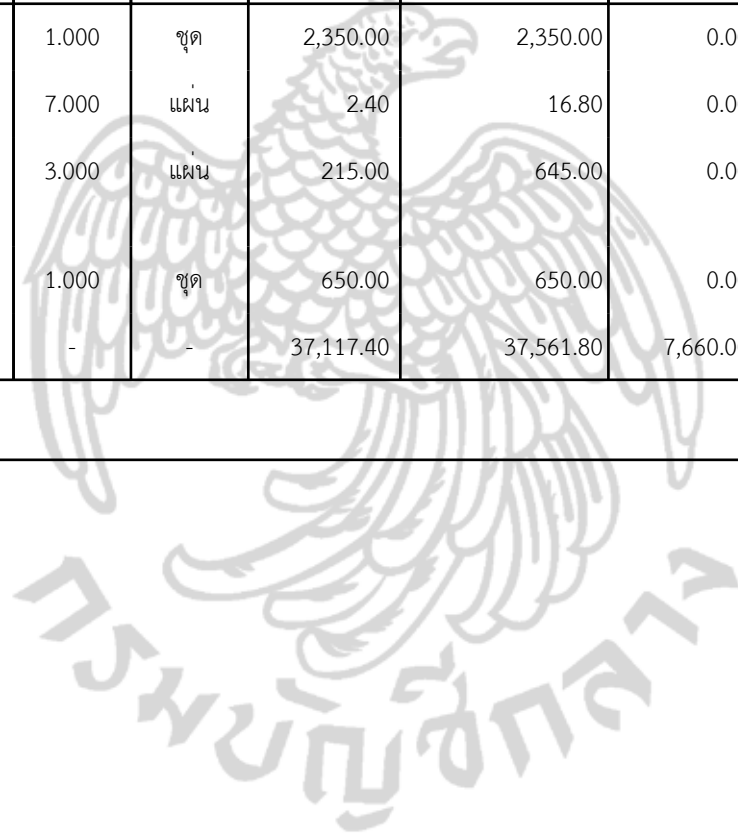 1.000 ชุด 2,350.00 2,350.00 0.0
7.000 แผ่น 2.40 16.80 0.0
3.000 แผ่น 215.00 645.00 0.0
1.000 ชุด 650.00 650.00 0.0
- - 37,117.40 37,561.80 7,660.0
กรมบัญชีกลาง